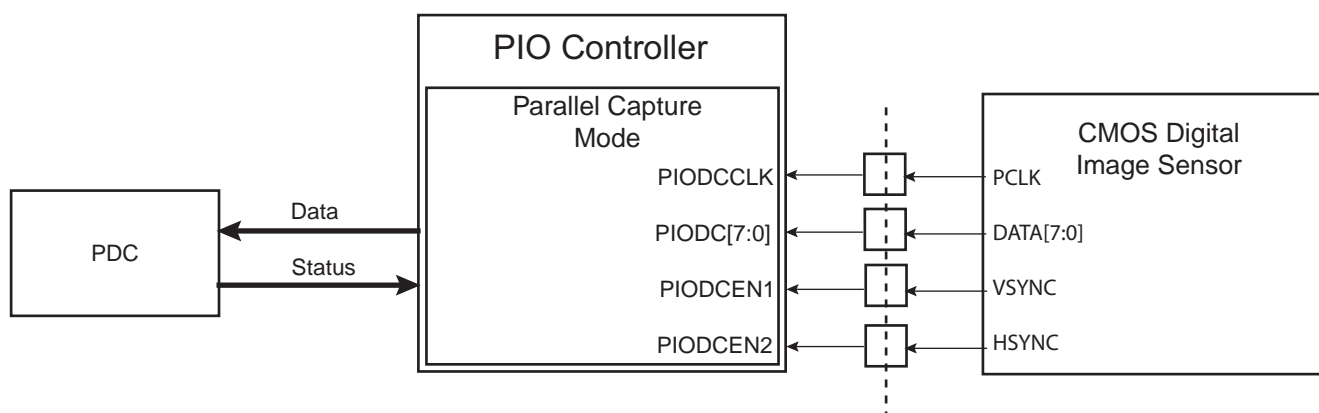 PIO Controller
Parallel Capture
Mode
PIODCCLK
PIODC[7:0]
PIODCEN1
PIODCEN2
PDC
Data
Status
CMOS Digital
Image Sensor
PCLK
DATA[7:0]
VSYNC
HSYNC